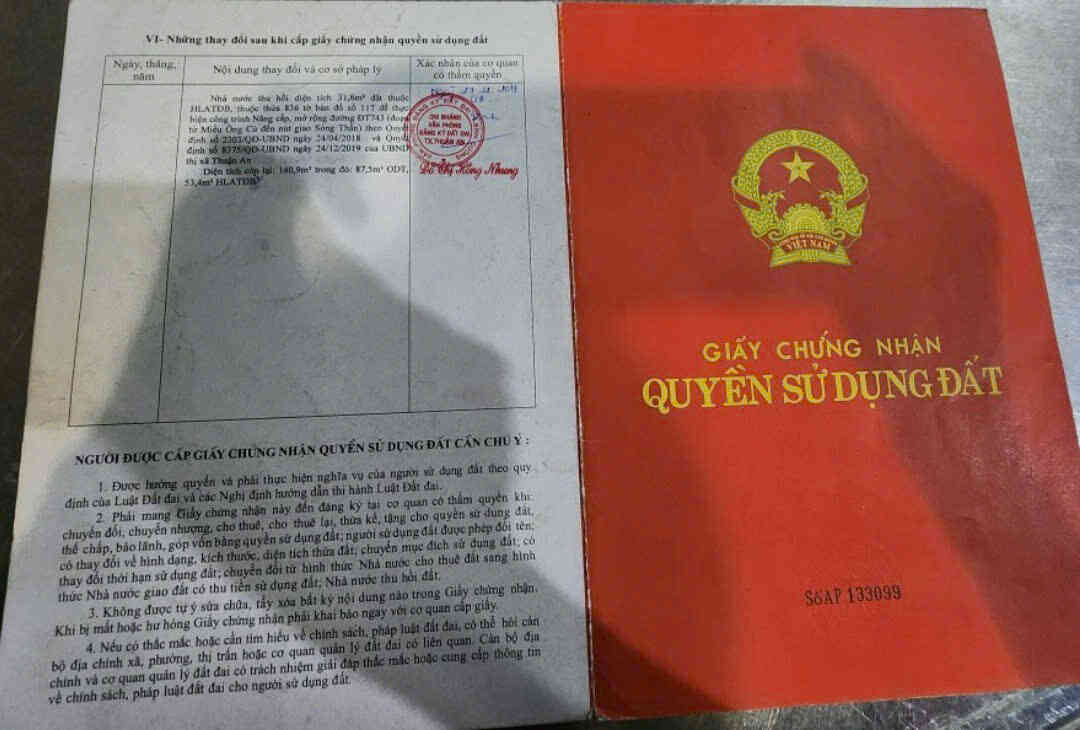 VI- Những thay đổi sau khi cấp giấy chứng nhận quyền sử dụng đất
Ngày, tháng,
năm
Nội dung thay đổi và cơ sở pháp lý
Xác nhận của cơ quan
có thẩm quyền
Nhà nước thu hồi diện tích 31,6m² đất thuộc
HLATĐB, thuộc thửa 836 tờ bản đồ số 117 để thực
hiện công trình Nâng cấp, mở rộng đường ĐT743 (đoạn
từ Miếu Ông Cù đến nút giao Sóng Thần) theo Quyết
định số 2303/QĐ-UBND ngày 24/04/2018 và Quyết
định số 8375/QĐ-UBND ngày 24/12/2019 của UBND
thị xã Thuận An
Diện tích còn lại: 140,9m² trong đó: 87,5m² ODT,
53,4m² HLATĐB
CHI NHÁNH
VĂN PHÒNG
ĐĂNG KÝ ĐẤT ĐAI
TX.THUẬN AN
Đỗ Thị Hồng Nhung
NGƯỜI ĐƯỢC CẤP GIẤY CHỨNG NHẬN QUYỀN SỬ DỤNG ĐẤT CẦN CHÚ Ý :
1. Được hưởng quyền và phải thực hiện nghĩa vụ của người sử dụng đất theo quy
định của Luật Đất đai và các Nghị định hướng dẫn thi hành Luật Đất đai.
2. Phải mang Giấy chứng nhận này đến đăng ký tại cơ quan có thẩm quyền khi:
chuyển đổi, chuyển nhượng, cho thuê, cho thuê lại, thừa kế, tặng cho quyền sử dụng đất,
thế chấp, bảo lãnh, góp vốn bằng quyền sử dụng đất; người sử dụng đất được phép đổi tên;
có thay đổi về hình dạng, kích thước, diện tích thửa đất; chuyển mục đích sử dụng đất; có
thay đổi thời hạn sử dụng đất; chuyển đổi từ hình thức Nhà nước cho thuê đất sang hình
thức Nhà nước giao đất có thu tiền sử dụng đất; Nhà nước thu hồi đất.
3. Không được tự ý sửa chữa, tẩy xóa bất kỳ nội dung nào trong Giấy chứng nhận.
Khi bị mất hoặc hư hỏng Giấy chứng nhận phải khai báo ngay với cơ quan cấp giấy.
4. Nếu có thắc mắc hoặc cần tìm hiểu về chính sách, pháp luật đất đai, có thể hỏi cán
bộ địa chính xã, phường, thị trấn hoặc cơ quan quản lý đất đai có liên quan. Cán bộ địa
chính và cơ quan quản lý đất đai có trách nhiệm giải đáp thắc mắc hoặc cung cấp thông tin
về chính sách, pháp luật đất đai cho người sử dụng đất.
VIỆT NAM
GIẤY CHỨNG NHẬN
QUYỀN SỬ DỤNG ĐẤT
Số AP 133099